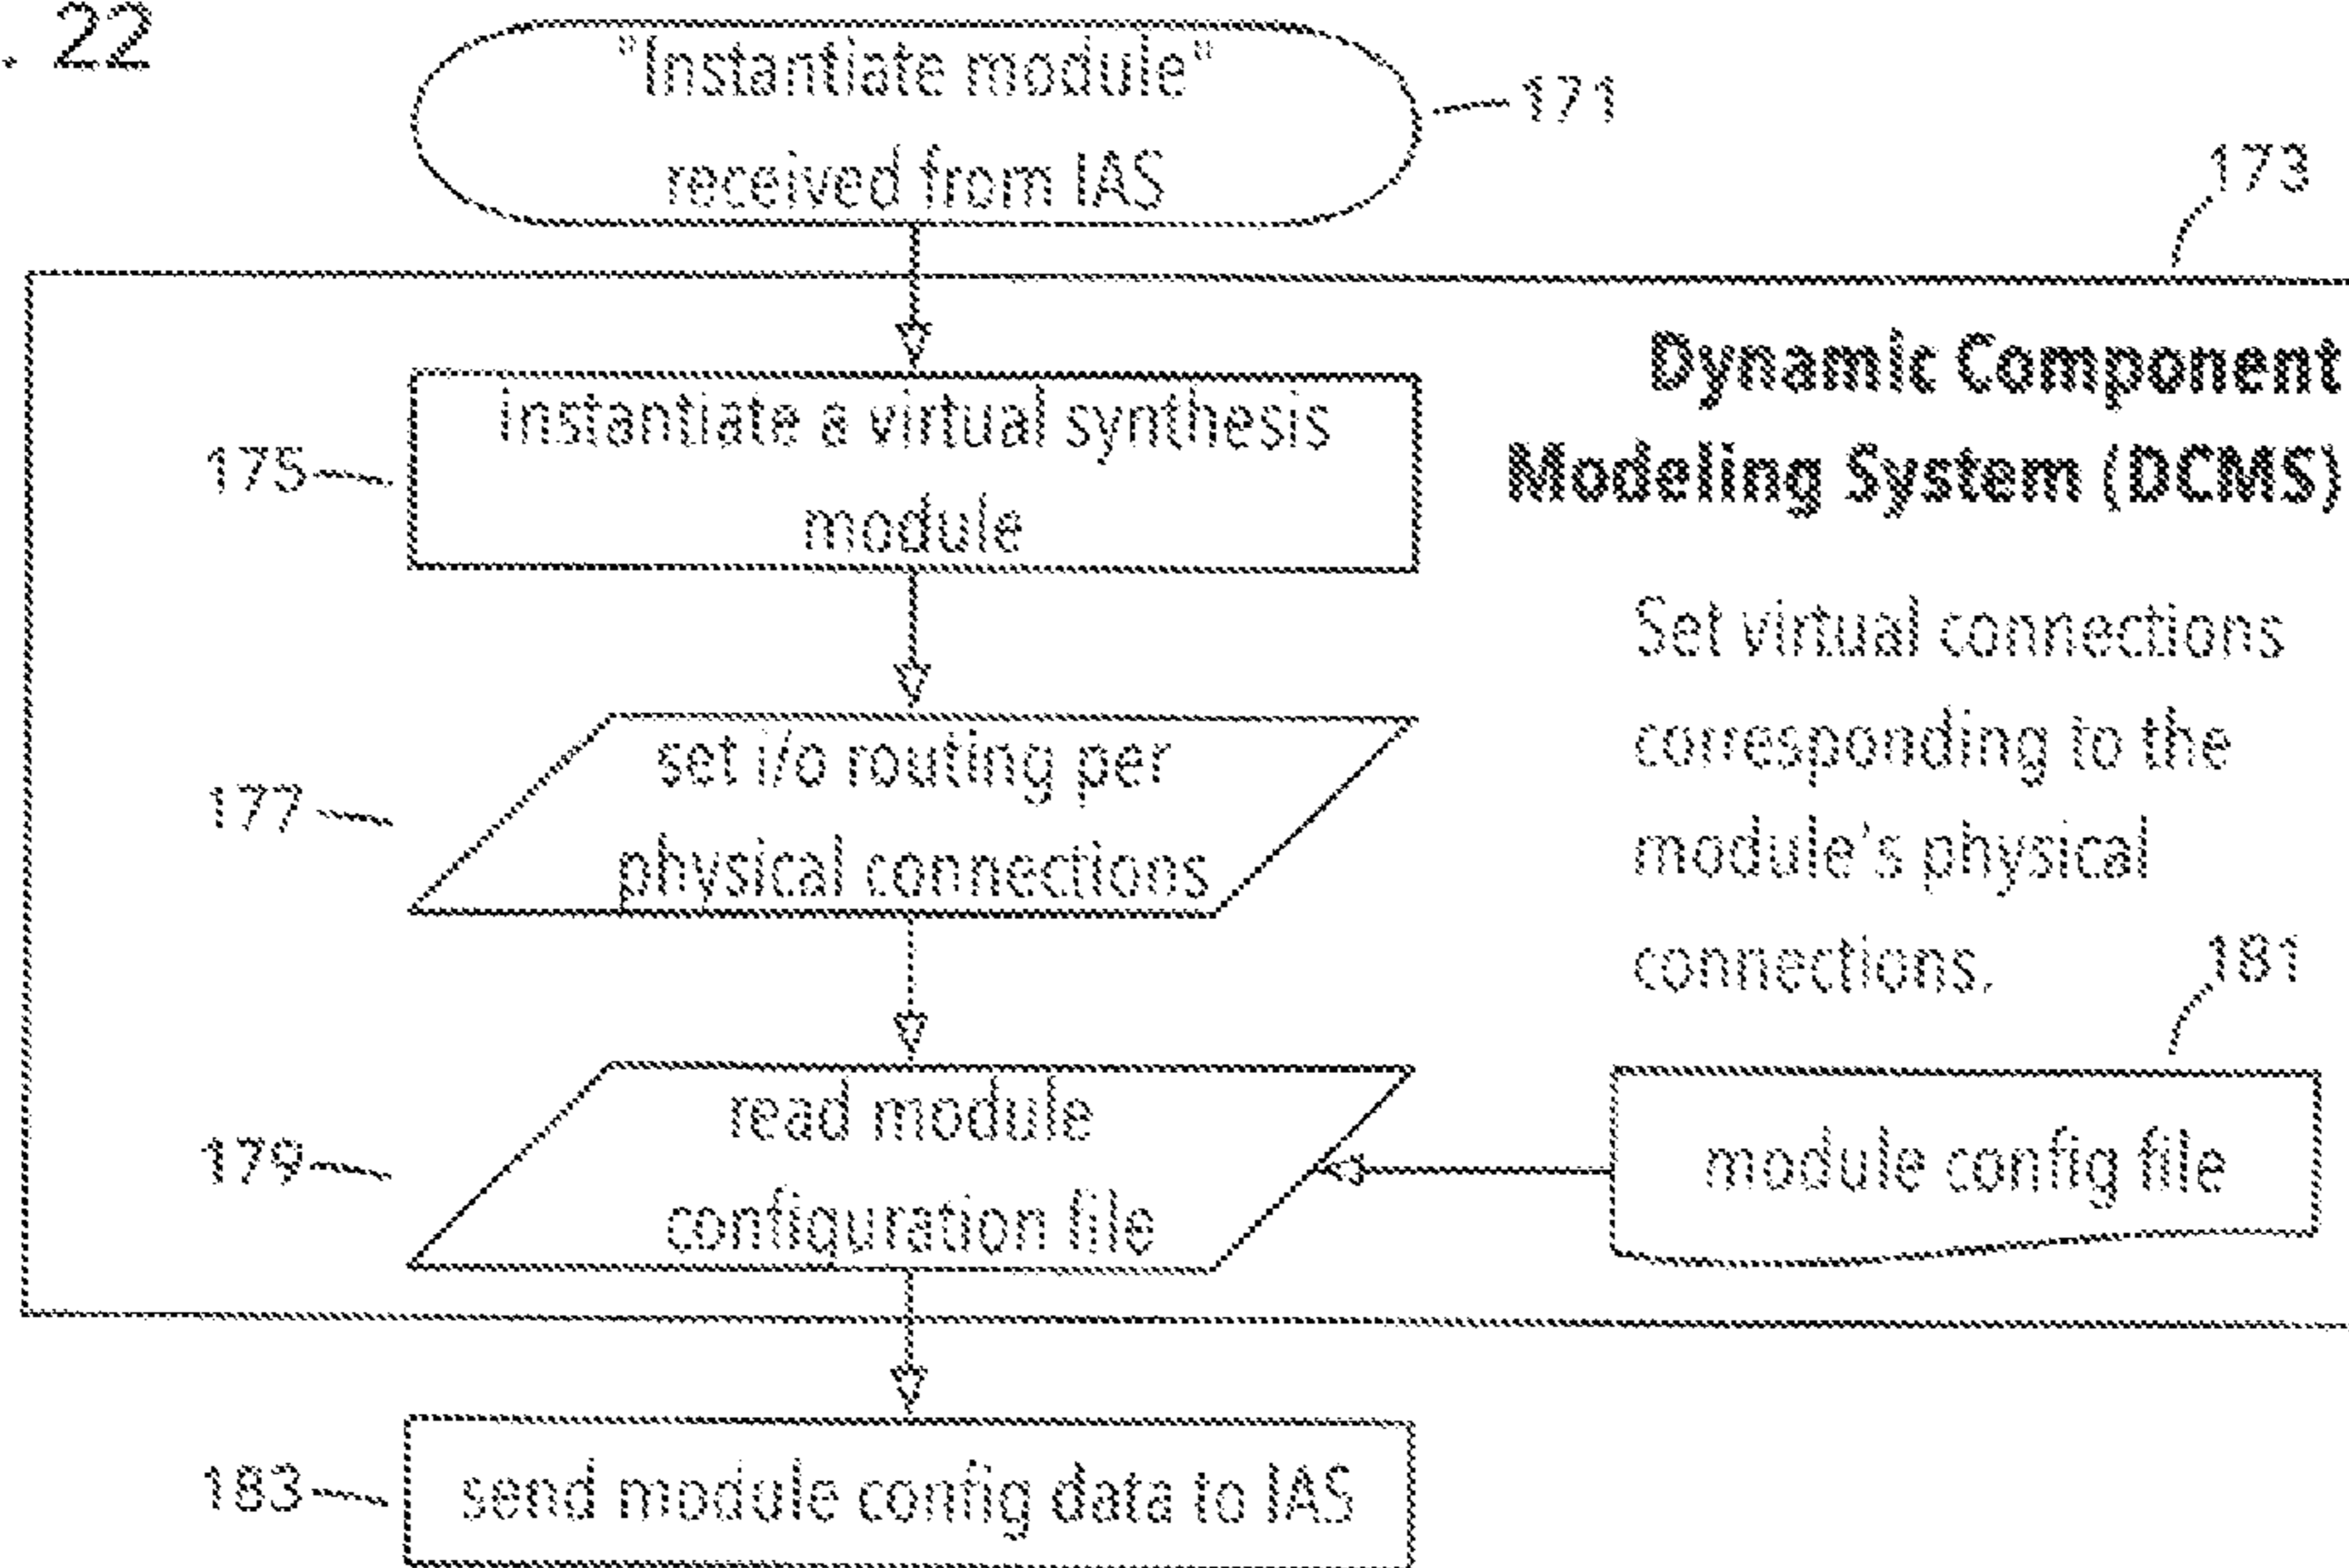 . 22
"Instantiate module"
received from IAS
171
173
Dynamic Component
Modeling System (DCMS)
175
instantiate a virtual synthesis
module
Set virtual connections
corresponding to the
module's physical
connections.
177
set i/o routing per
physical connections
181
179
read module
configuration file
module config file
183
send module config data to IAS